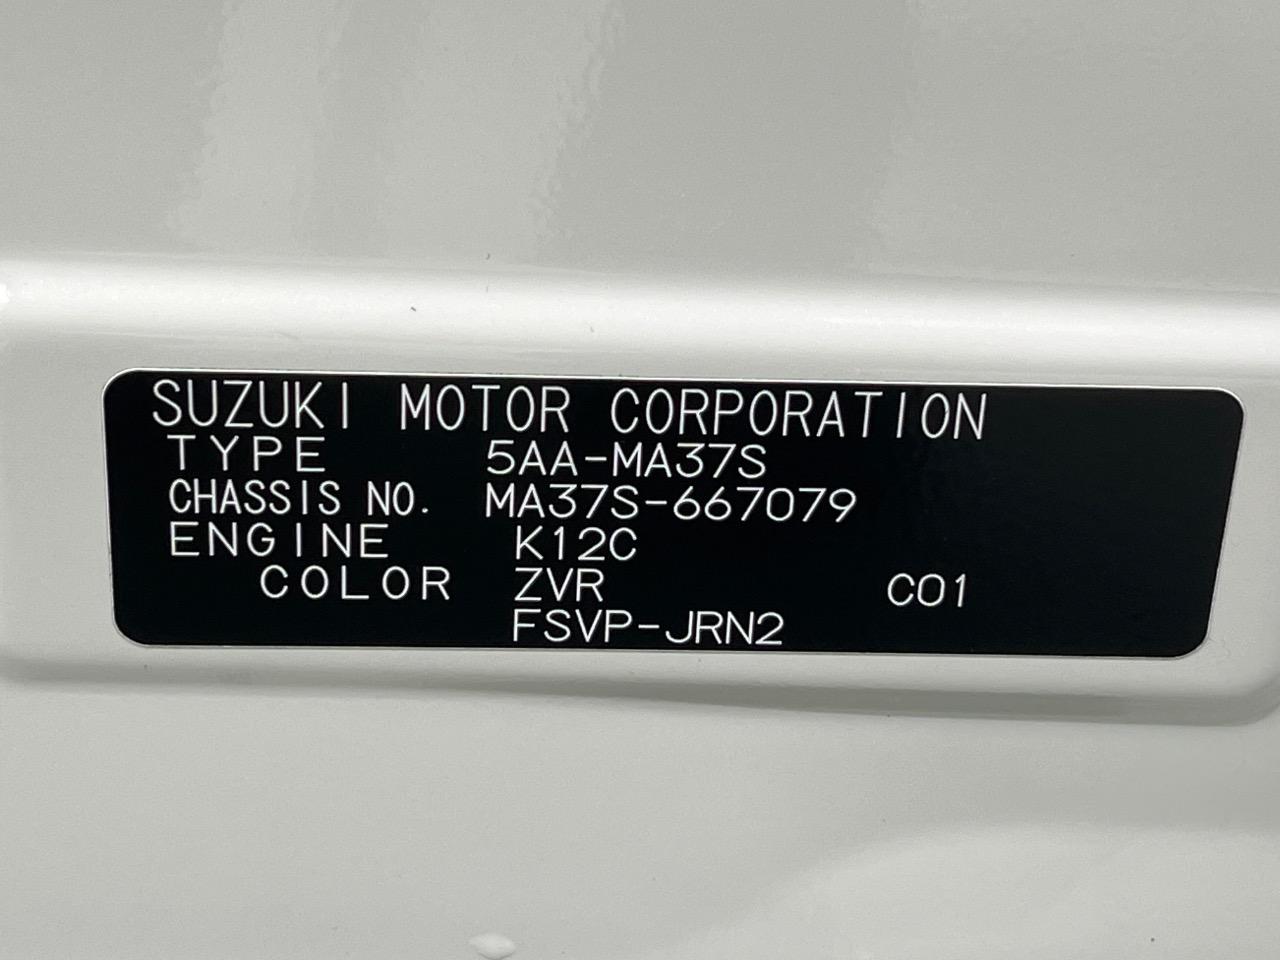 SUZUKI MOTOR CORPORATION
TYPE 5AA-MA37S
CHASSIS NO. MA37S-667079
ENGINE K12C
COLOR ZVR C01
FSVP-JRN2